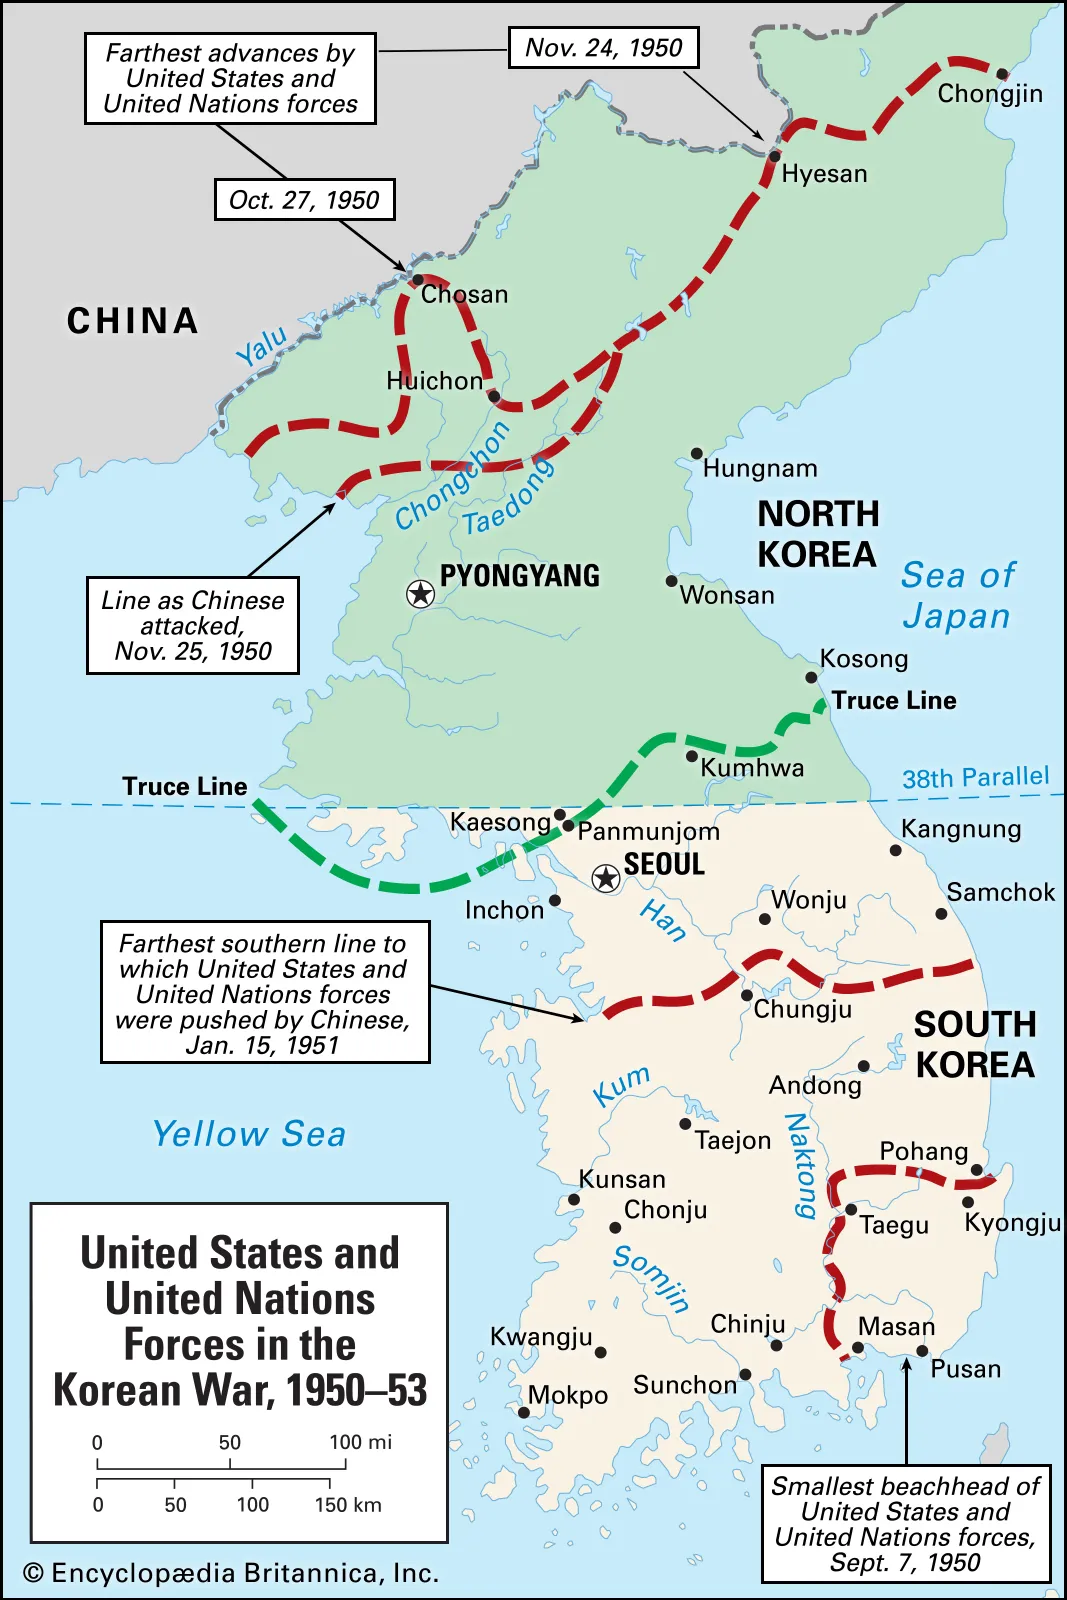 Farthest advances by
United States and
United Nations forces
Nov. 24, 1950
Chongjin
Hyesan
Oct. 27, 1950
Chosan
CHINA
Yalu
Huichon
Chongchon
Taedong
Hungnam
NORTH
KOREA
Sea of
Japan
PYONGYANG
Wonsan
Line as Chinese
attacked,
Nov. 25, 1950
Kosong
Truce Line
Kumhwa
Truce Line
38th Parallel
Kaesong
Panmunjom
Kangnung
SEOUL
Inchon
Han
Wonju
Samchok
Farthest southern line to
which United States and
United Nations forces
were pushed by Chinese,
Jan. 15, 1951
Chungju
SOUTH
KOREA
Andong
Kum
Yellow Sea
Taejon
Naktong
Pohang
Kunsan
Chonju
Taegu
Kyongju
Somjin
Chinju
Masan
Kwangju
Pusan
Sunchon
Mokpo
United States and
United Nations
Forces in the
Korean War, 1950–53
0 50 100 mi
0 50 100 150 km
Smallest beachhead of
United States and
United Nations forces,
Sept. 7, 1950
© Encyclopædia Britannica, Inc.